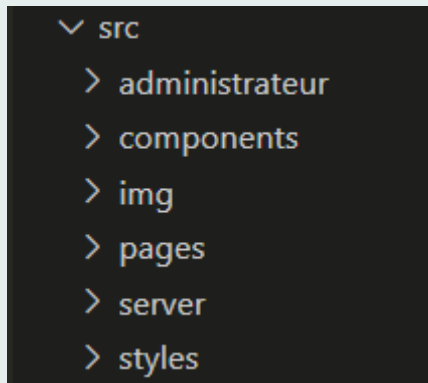 src
administrateur
components
img
pages
server
styles